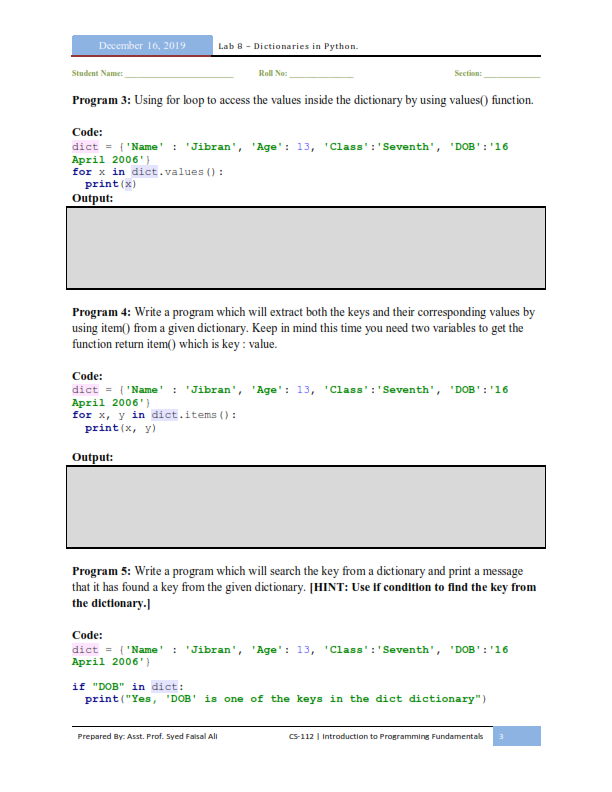 December 16, 2019 Lab 8 – Dictionaries in Python.
Student Name: __________________________ Roll No: _______________ Section: _____________
Program 3: Using for loop to access the values inside the dictionary by using values() function.
Code:
dict = {'Name' : 'Jibran', 'Age': 13, 'Class':'Seventh', 'DOB':'16
April 2006'}
for x in dict.values():
  print(x)
Output:
Program 4: Write a program which will extract both the keys and their corresponding values by
using item() from a given dictionary. Keep in mind this time you need two variables to get the
function return item() which is key : value.
Code:
dict = {'Name' : 'Jibran', 'Age': 13, 'Class':'Seventh', 'DOB':'16
April 2006'}
for x, y in dict.items():
  print(x, y)
Output:
Program 5: Write a program which will search the key from a dictionary and print a message
that it has found a key from the given dictionary. [HINT: Use if condition to find the key from
the dictionary.]
Code:
dict = {'Name' : 'Jibran', 'Age': 13, 'Class':'Seventh', 'DOB':'16
April 2006'}
if "DOB" in dict:
  print("Yes, 'DOB' is one of the keys in the dict dictionary")
Prepared By: Asst. Prof. Syed Faisal Ali CS-112 | Introduction to Programming Fundamentals 3